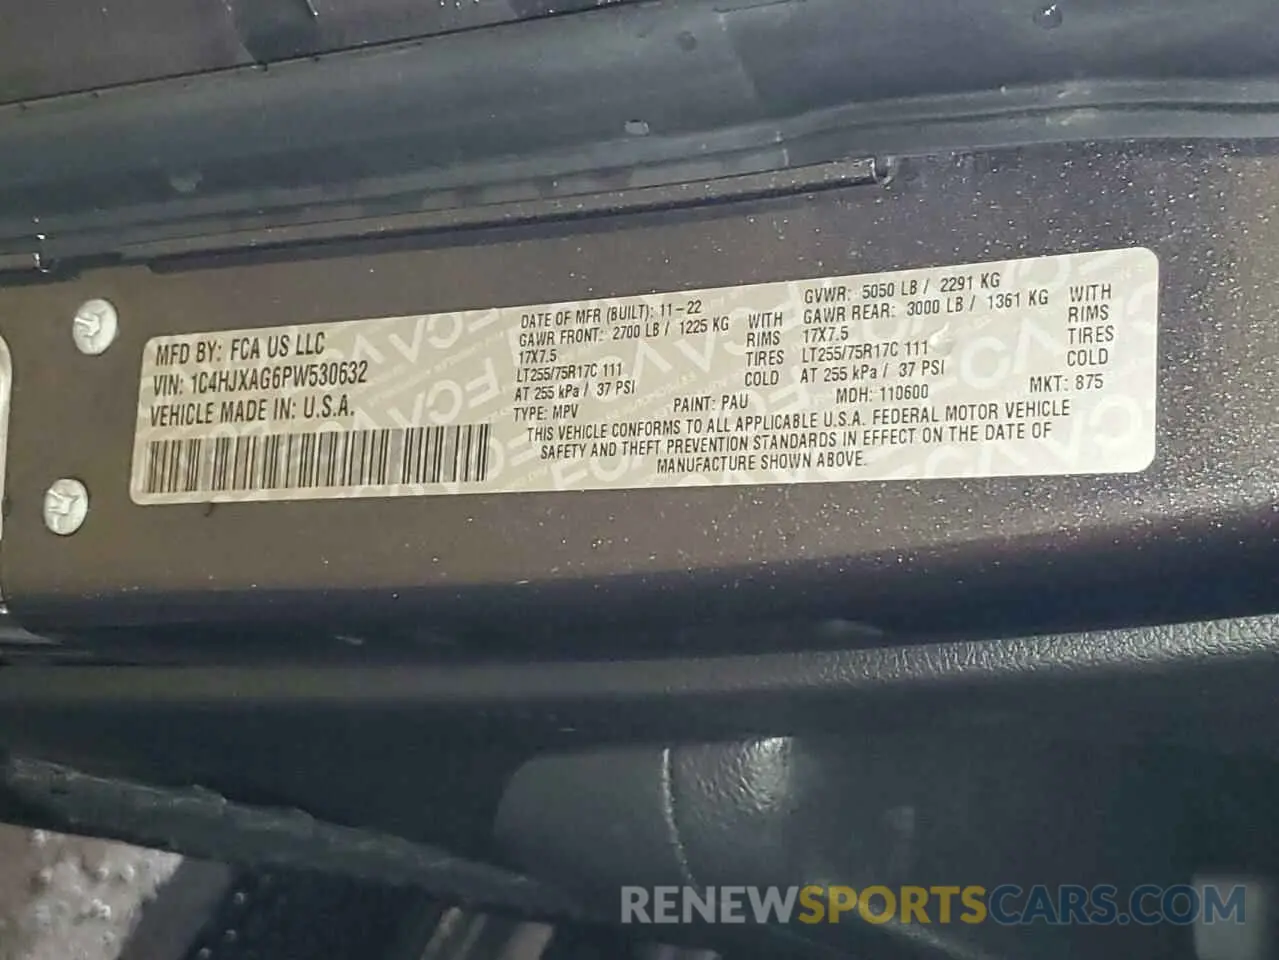 MFD BY: FCA US LLC
VIN: 1C4HJXAG6PW530632
VEHICLE MADE IN: U.S.A.
DATE OF MFR (BUILT): 11-22
GAWR FRONT: 2700 LB / 1225 KG WITH
17X7.5 RIMS
LT255/75R17C 111 TIRES
AT 255 kPa / 37 PSI COLD
GVWR: 5050 LB / 2291 KG
GAWR REAR: 3000 LB / 1361 KG WITH
17X7.5 RIMS
LT255/75R17C 111 TIRES
AT 255 kPa / 37 PSI COLD
TYPE: MPV PAINT: PAU MDH: 110600 MKT: 875
THIS VEHICLE CONFORMS TO ALL APPLICABLE U.S.A. FEDERAL MOTOR VEHICLE
SAFETY AND THEFT PREVENTION STANDARDS IN EFFECT ON THE DATE OF
MANUFACTURE SHOWN ABOVE.
RENEWSPORTSCARS.COM